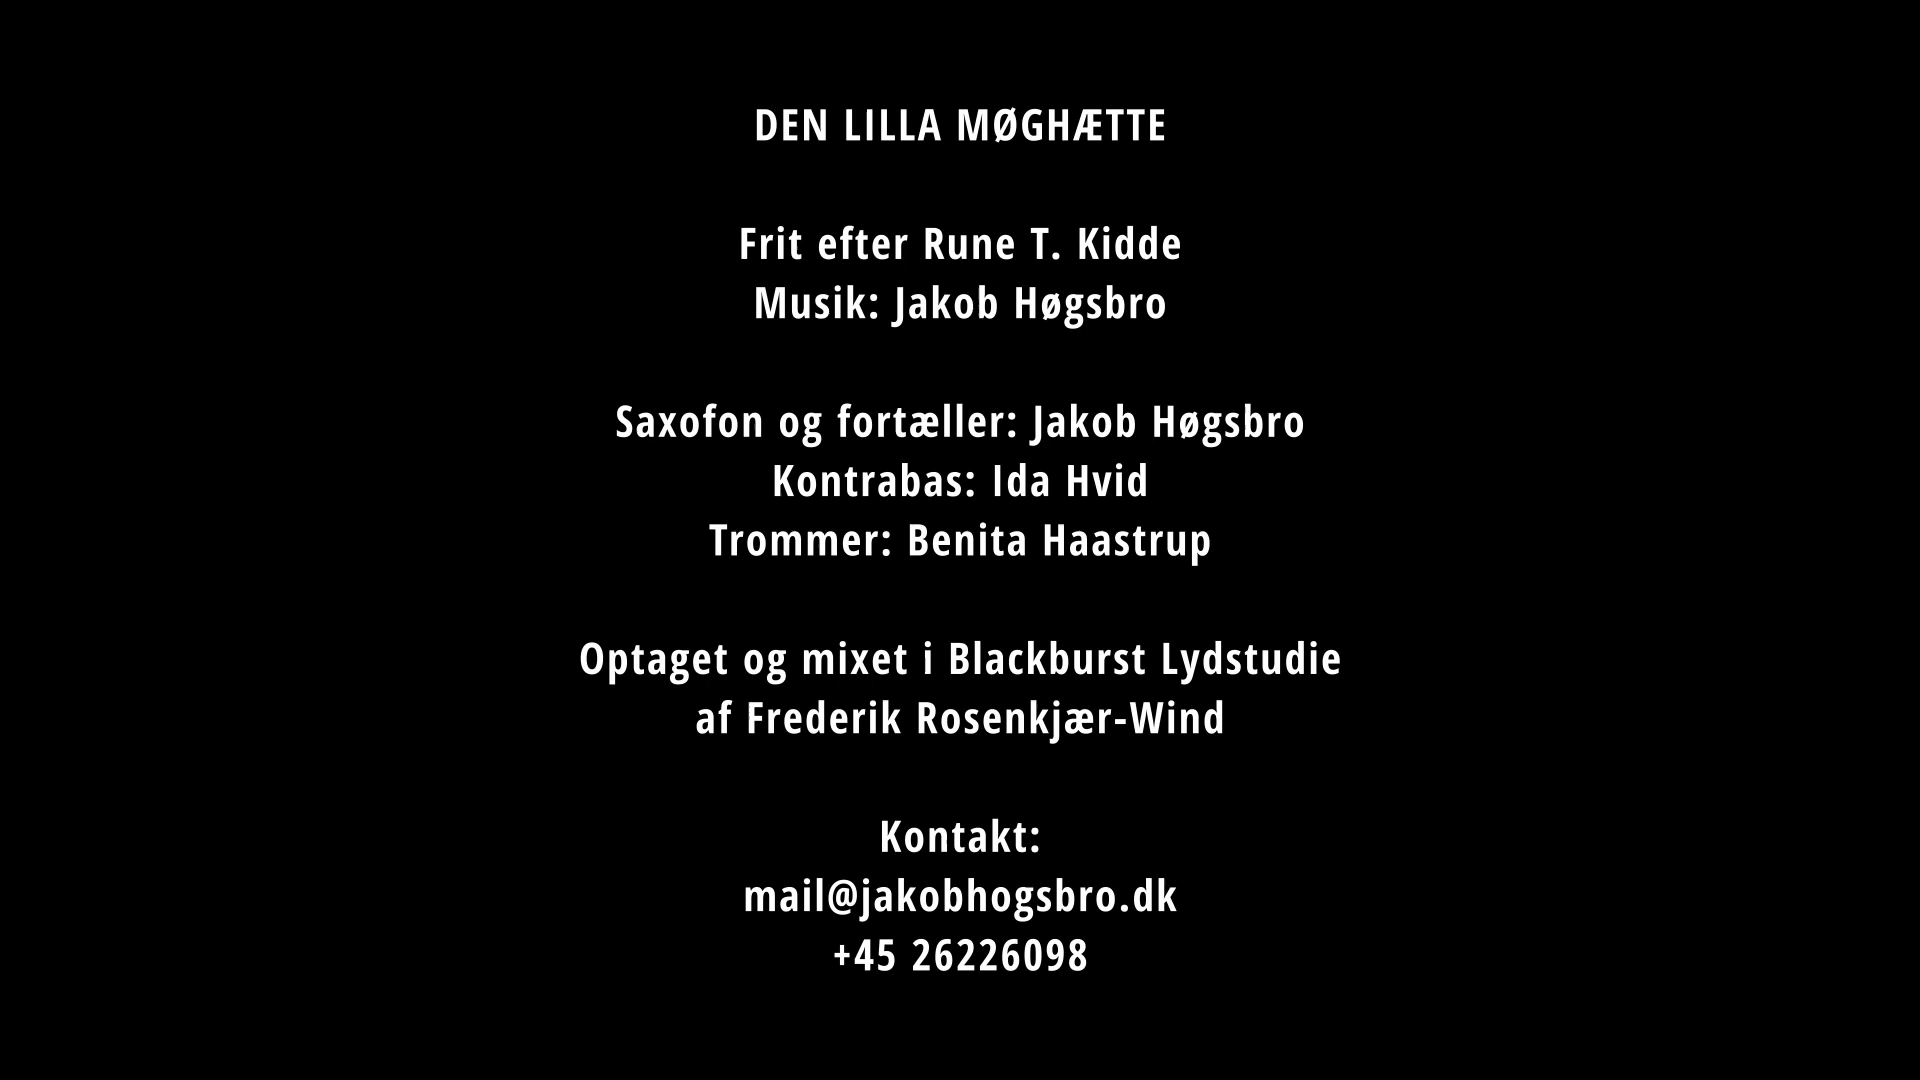 DEN LILLA MØGHÆTTE
Frit efter Rune T. Kidde
Musik: Jakob Høgsbro
Saxofon og fortæller: Jakob Høgsbro
Kontrabas: Ida Hvid
Trommer: Benita Haastrup
Optaget og mixet i Blackburst Lydstudie
af Frederik Rosenkjær-Wind
Kontakt:
mail@jakobhogsbro.dk
+45 26226098